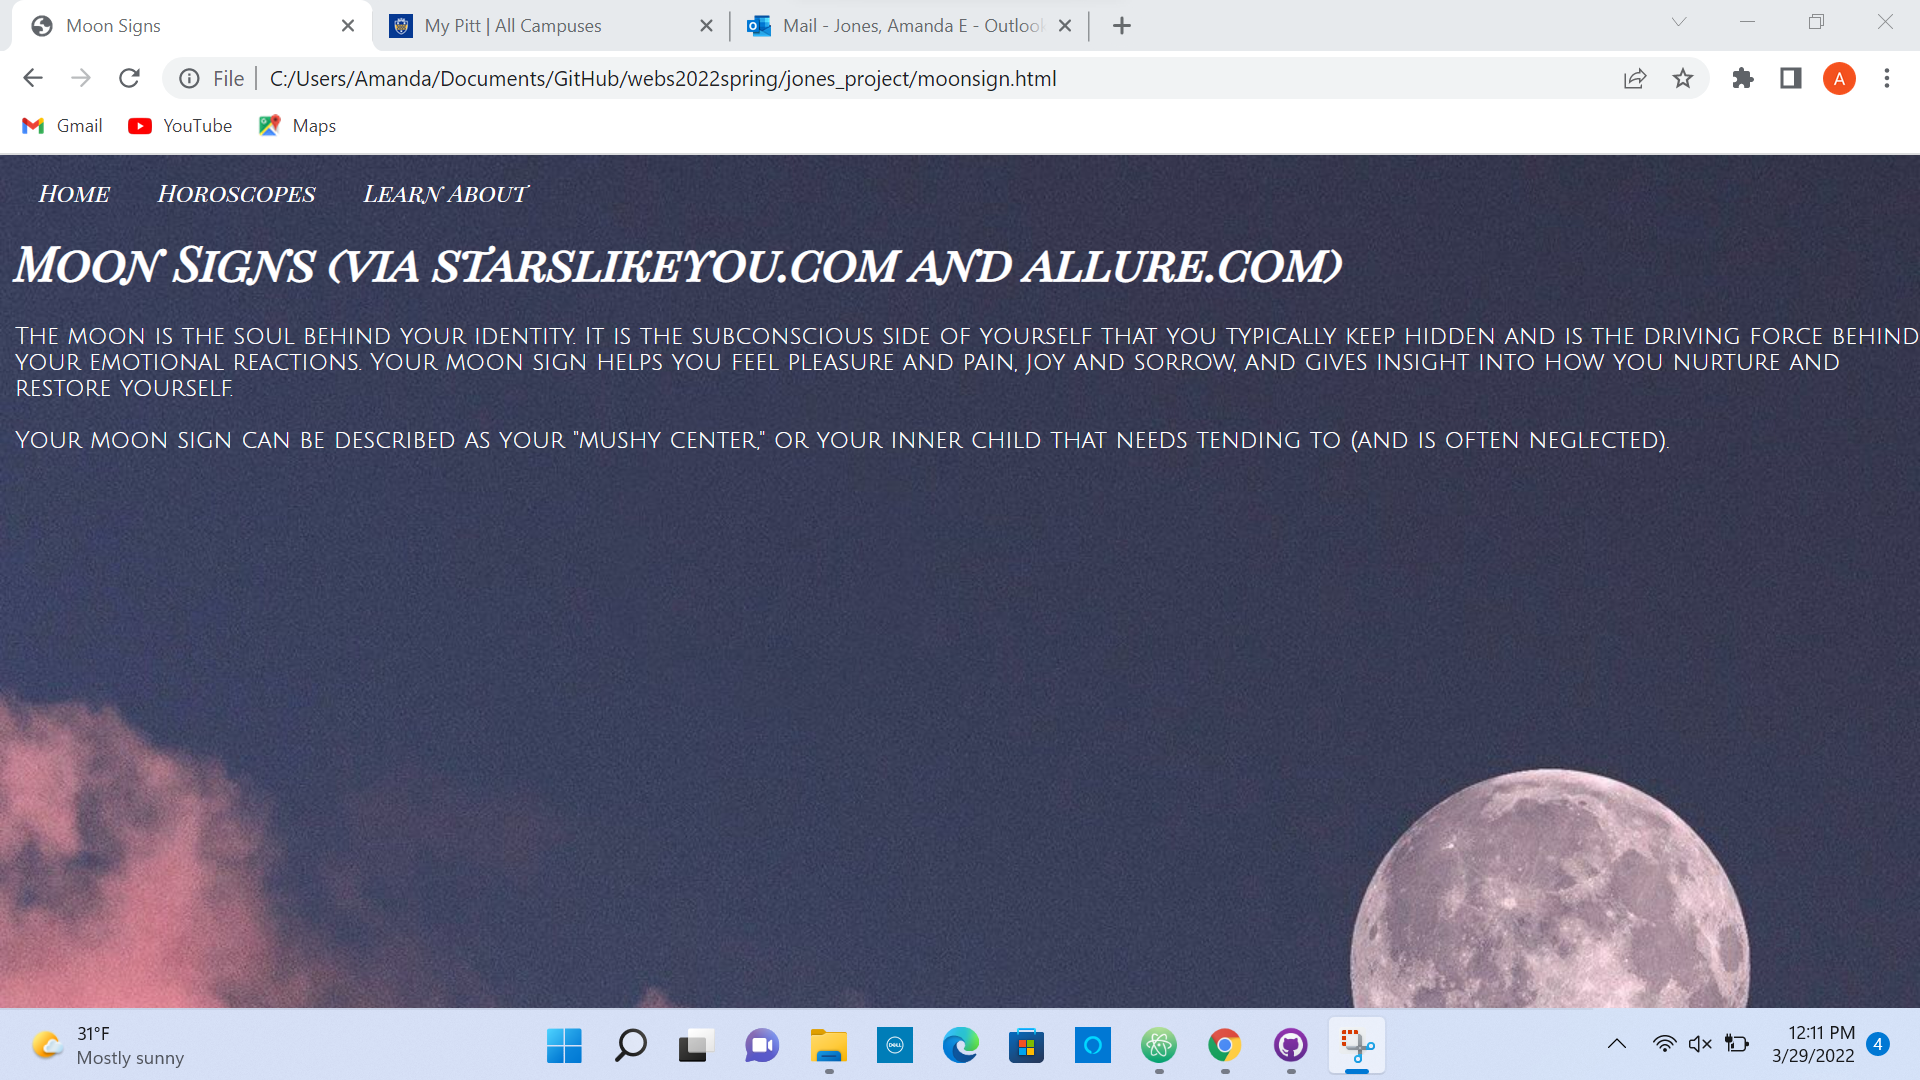 Moon Signs
My Pitt | All Campuses
Mail - Jones, Amanda E - Outlook
File
C:/Users/Amanda/Documents/GitHub/webs2022spring/jones_project/moonsign.html
A
Gmail
YouTube
Maps
Home
Horoscopes
Learn About
Moon Signs (via starslikeyou.com and allure.com)
The moon is the soul behind your identity. It is the subconscious side of yourself that you typically keep hidden and is the driving force behind
your emotional reactions. Your moon sign helps you feel pleasure and pain, joy and sorrow, and gives insight into how you nurture and
restore yourself.
Your moon sign can be described as your "mushy center," or your inner child that needs tending to (and is often neglected).
31°F
Mostly sunny
DELL
12:11 PM
3/29/2022
4